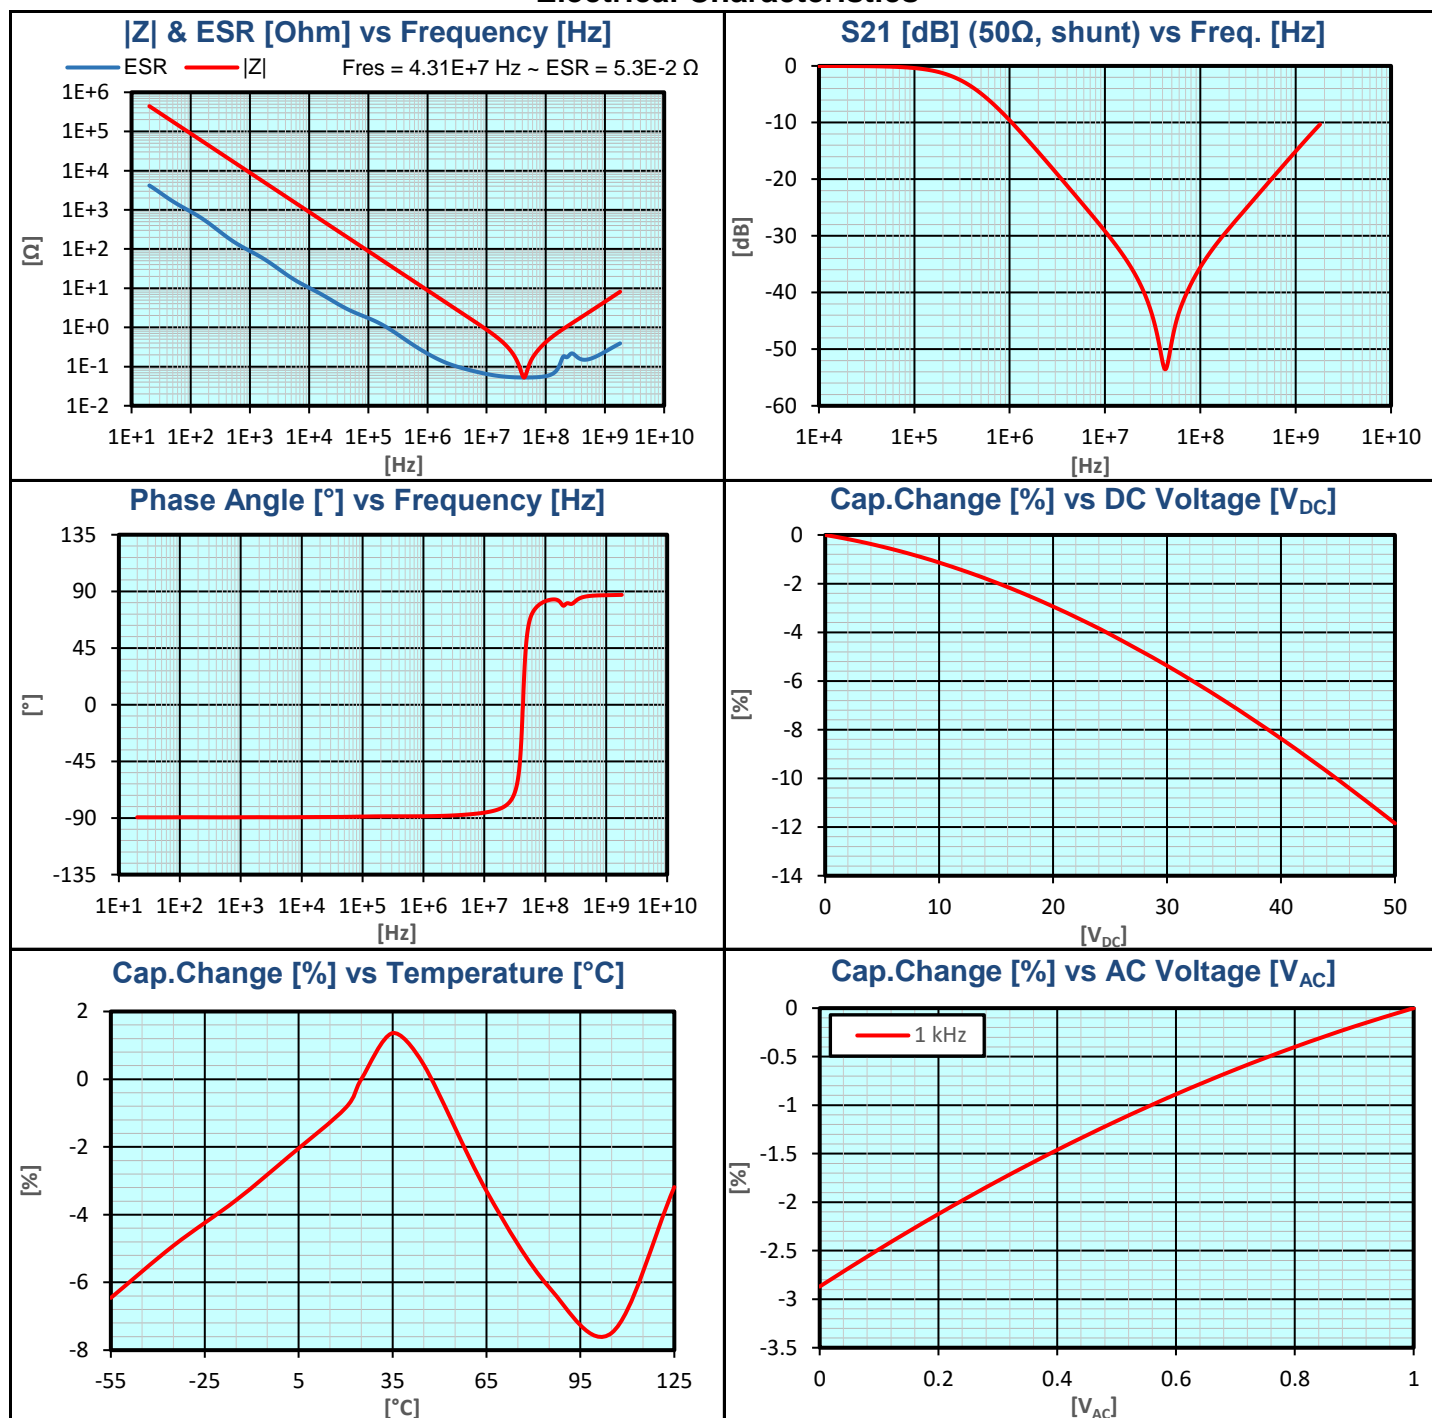 Electrical Characteristics
|Z| & ESR [Ohm] vs Frequency [Hz]
ESR |Z| Fres = 4.31E+7 Hz ~ ESR = 5.3E-2 Ω
1E+6
1E+5
1E+4
1E+3
1E+2
1E+1
1E+0
1E-1
1E-2
[Ω]
1E+1 1E+2 1E+3 1E+4 1E+5 1E+6 1E+7 1E+8 1E+9 1E+10
[Hz]
S21 [dB] (50Ω, shunt) vs Freq. [Hz]
0
-10
-20
-30
-40
-50
-60
[dB]
1E+4 1E+5 1E+6 1E+7 1E+8 1E+9 1E+10
[Hz]
Phase Angle [°] vs Frequency [Hz]
135
90
45
0
-45
-90
-135
[°]
1E+1 1E+2 1E+3 1E+4 1E+5 1E+6 1E+7 1E+8 1E+9 1E+10
[Hz]
Cap.Change [%] vs DC Voltage [VDC]
0
-2
-4
-6
-8
-10
-12
-14
[%]
0 10 20 30 40 50
[VDC]
Cap.Change [%] vs Temperature [°C]
2
0
-2
-4
-6
-8
[%]
-55 -25 5 35 65 95 125
[°C]
Cap.Change [%] vs AC Voltage [VAC]
1 kHz
0
-0.5
-1
-1.5
-2
-2.5
-3
-3.5
[%]
0 0.2 0.4 0.6 0.8 1
[VAC]